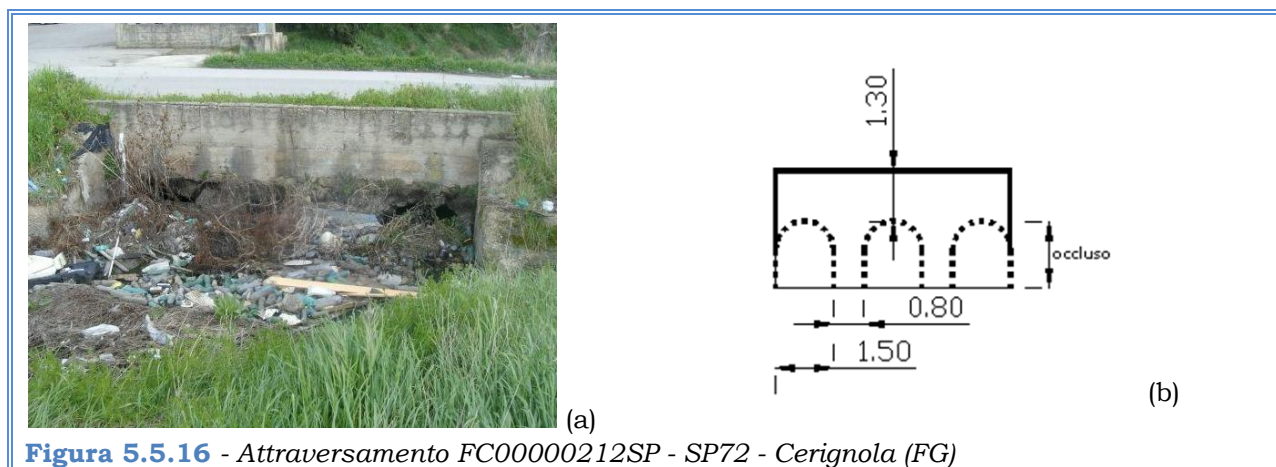 1.30
occluso
0.80
1.50
(a)
(b)
Figura 5.5.16 - Attraversamento FC00000212SP - SP72 - Cerignola (FG)